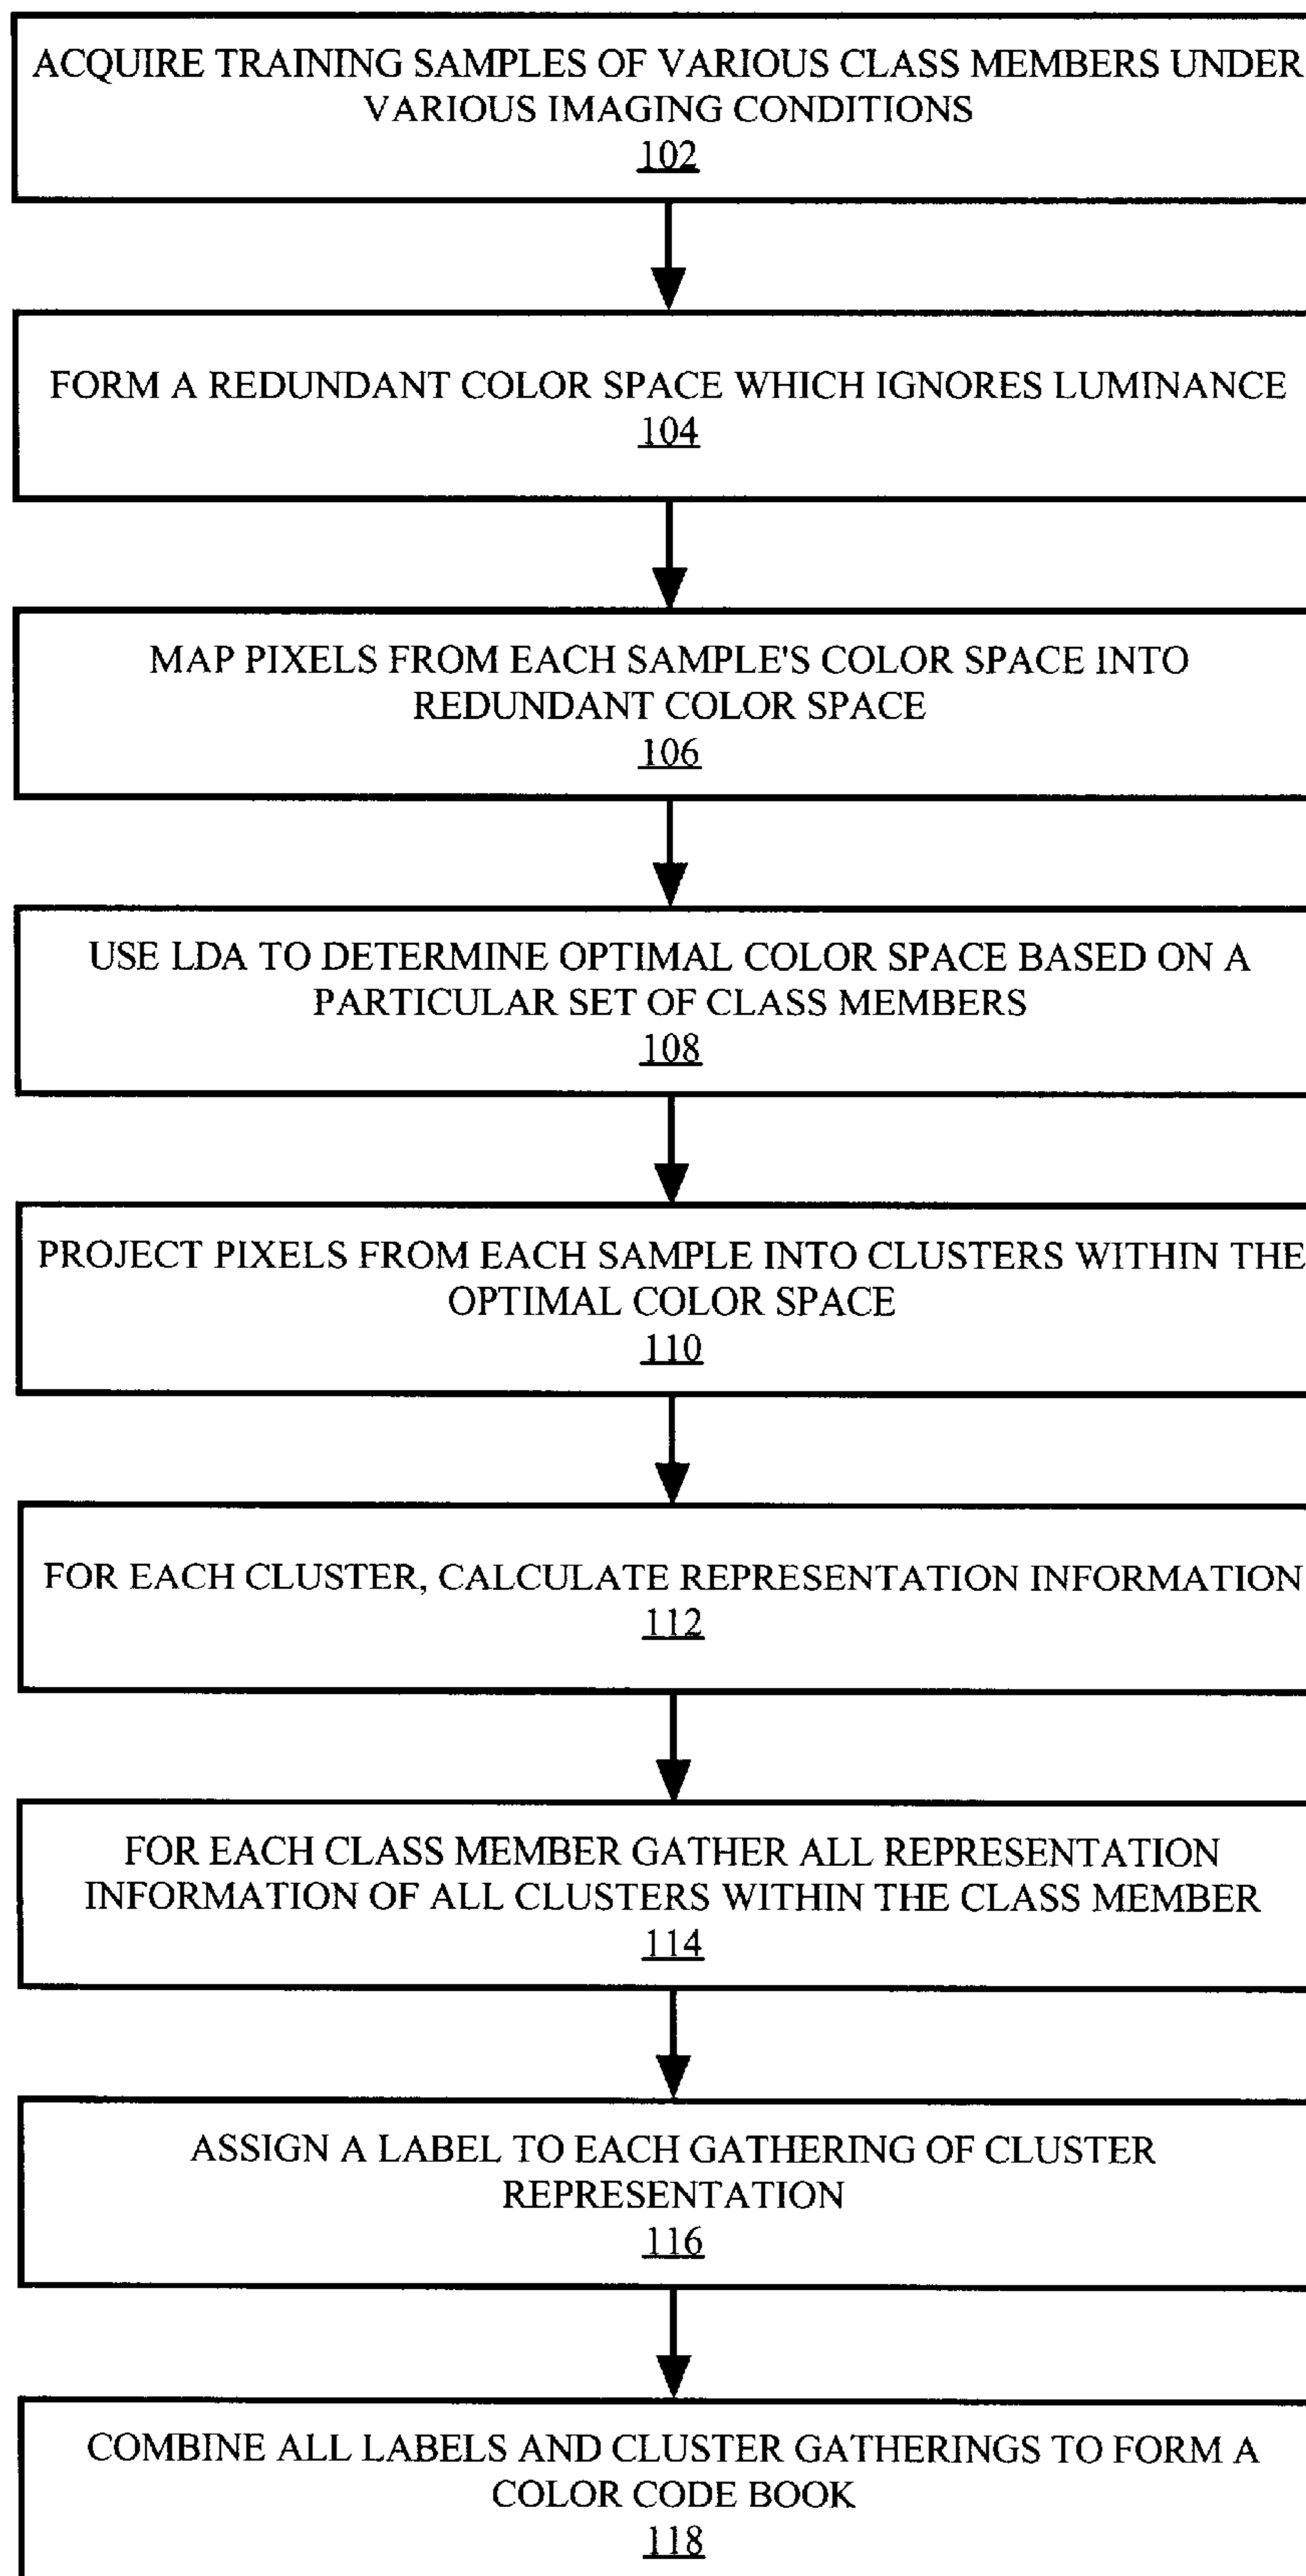 ACQUIRE TRAINING SAMPLES OF VARIOUS CLASS MEMBERS UNDER
VARIOUS IMAGING CONDITIONS
102
FORM A REDUNDANT COLOR SPACE WHICH IGNORES LUMINANCE
104
MAP PIXELS FROM EACH SAMPLE'S COLOR SPACE INTO
REDUNDANT COLOR SPACE
106
USE LDA TO DETERMINE OPTIMAL COLOR SPACE BASED ON A
PARTICULAR SET OF CLASS MEMBERS
108
PROJECT PIXELS FROM EACH SAMPLE INTO CLUSTERS WITHIN THE
OPTIMAL COLOR SPACE
110
FOR EACH CLUSTER, CALCULATE REPRESENTATION INFORMATION
112
FOR EACH CLASS MEMBER GATHER ALL REPRESENTATION
INFORMATION OF ALL CLUSTERS WITHIN THE CLASS MEMBER
114
ASSIGN A LABEL TO EACH GATHERING OF CLUSTER
REPRESENTATION
116
COMBINE ALL LABELS AND CLUSTER GATHERINGS TO FORM A
COLOR CODE BOOK
118